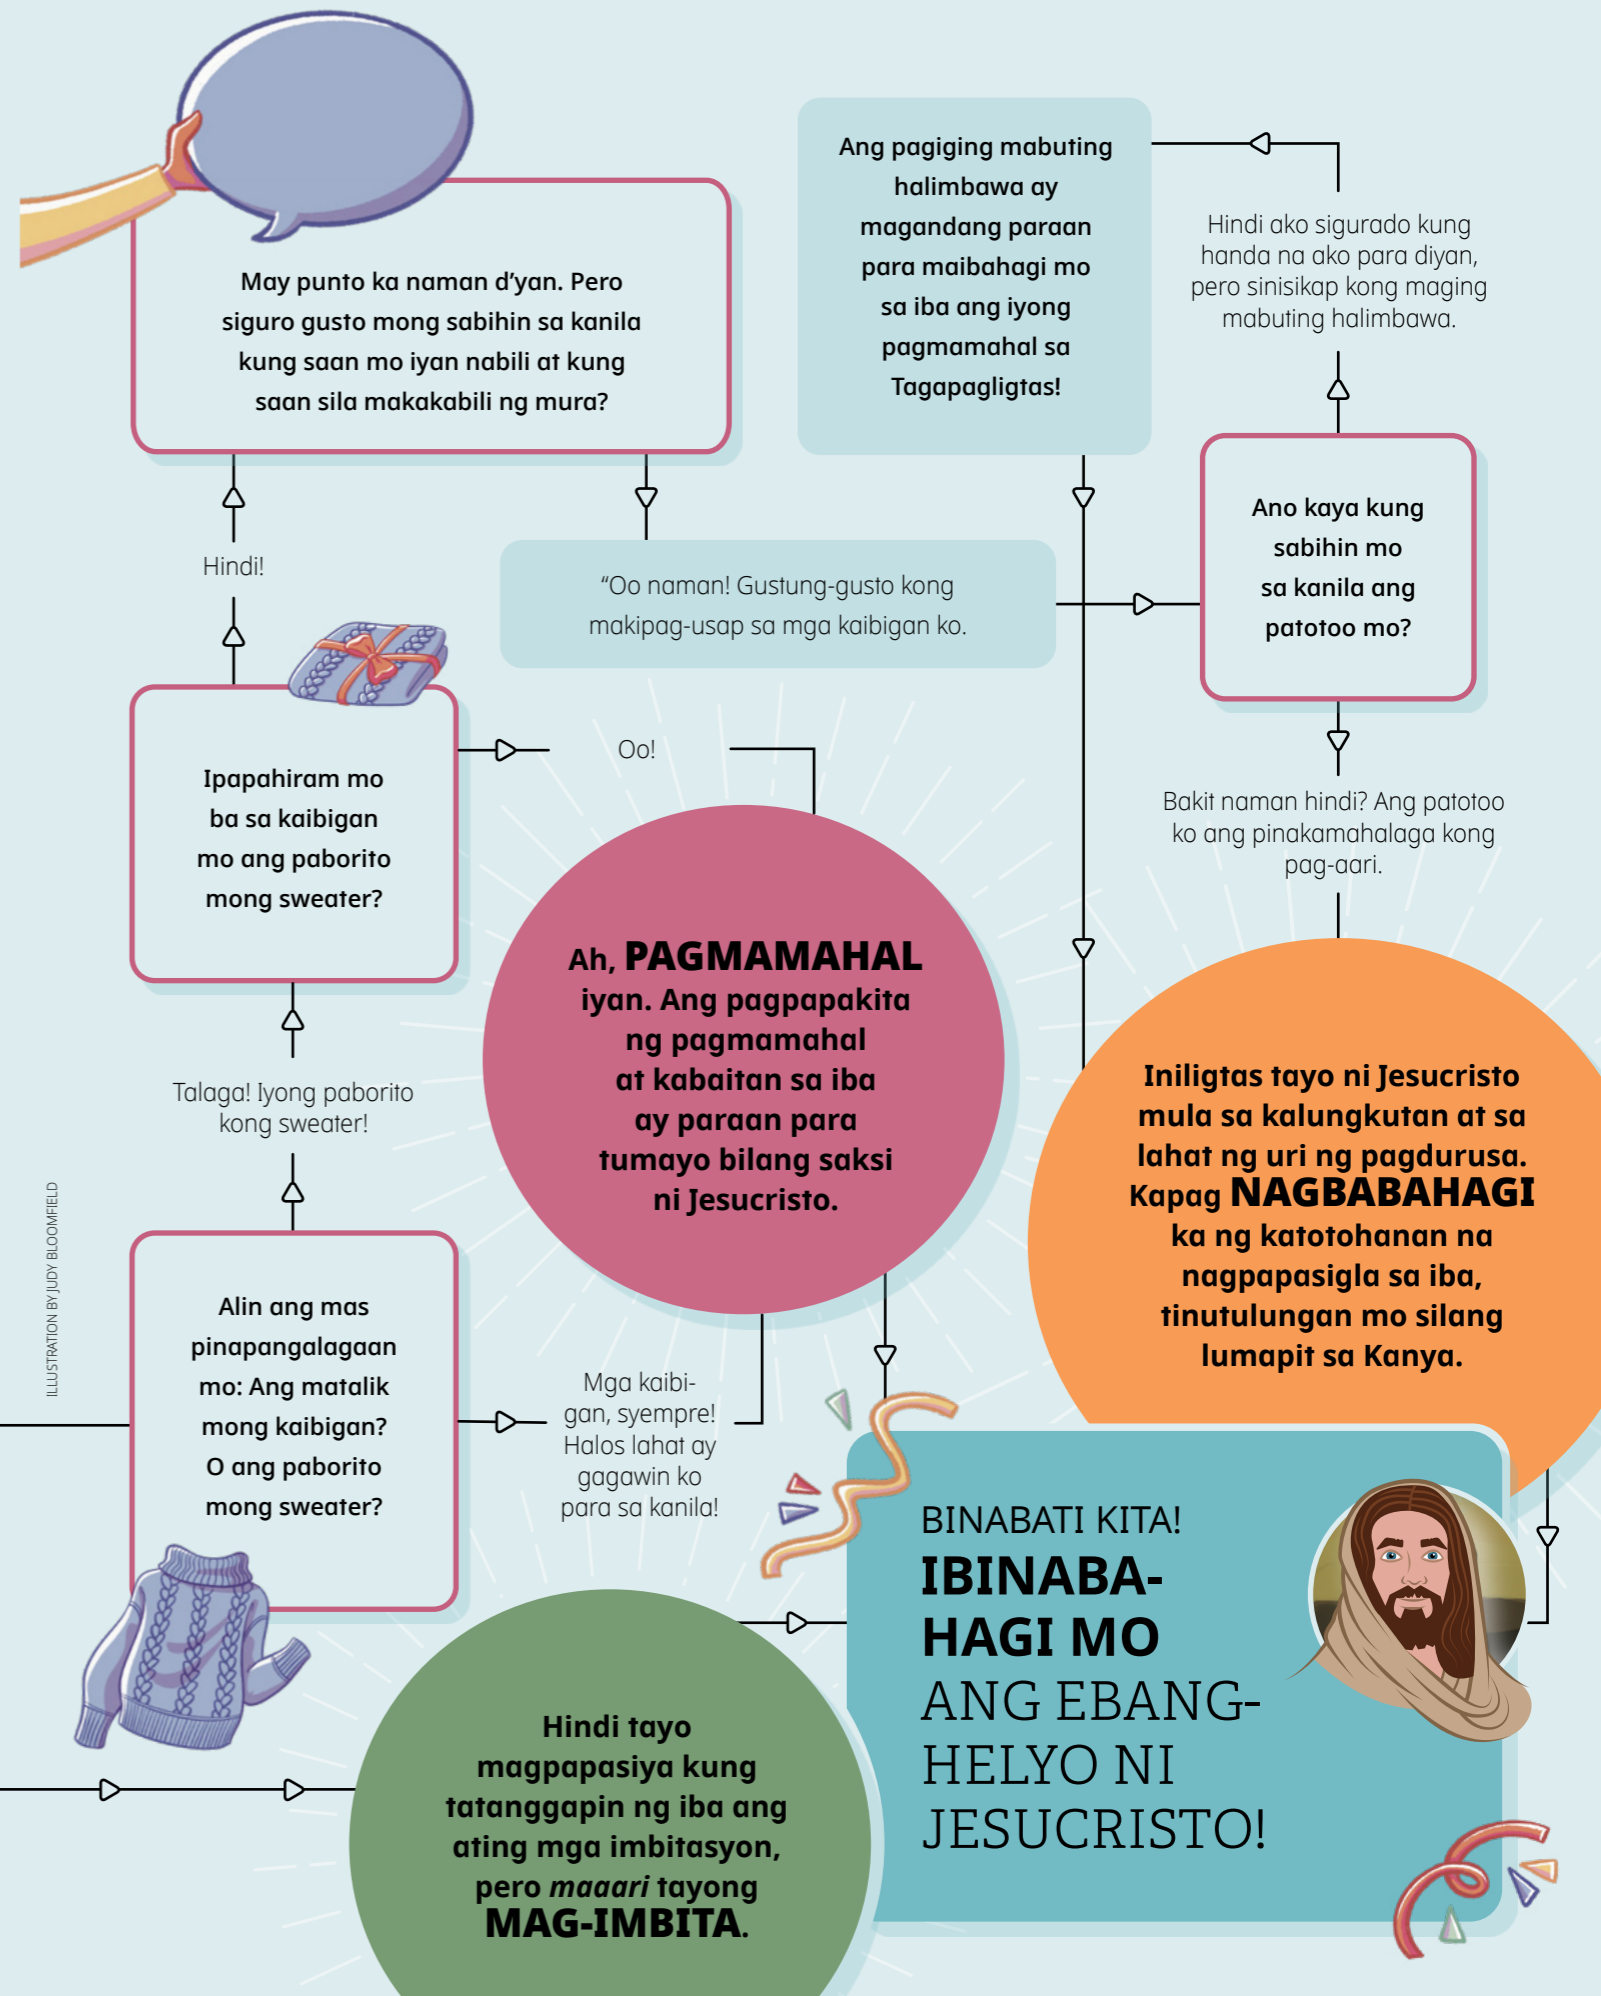 May punto ka naman d’yan. Pero
siguro gusto mong sabihin sa kanila
kung saan mo iyan nabili at kung
saan sila makakabili ng mura?
Ang pagiging mabuting
halimbawa ay
magandang paraan
para maibahagi mo
sa iba ang iyong
pagmamahal sa
Tagapagligtas!
Hindi ako sigurado kung
handa na ako para diyan,
pero sinisikap kong maging
mabuting halimbawa.
Ano kaya kung
sabihin mo
sa kanila ang
patotoo mo?
Hindi!
“Oo naman! Gustung-gusto kong
makipag-usap sa mga kaibigan ko.
Ipapahiram mo
ba sa kaibigan
mo ang paborito
mong sweater?
Oo!
Bakit naman hindi? Ang patotoo
ko ang pinakamahalaga kong
pag-aari.
Ah, PAGMAMAHAL
iyan. Ang pagpapakita
ng pagmamahal
at kabaitan sa iba
ay paraan para
tumayo bilang saksi
ni Jesucristo.
Talaga! Iyong paborito
kong sweater!
Iniligtas tayo ni Jesucristo
mula sa kalungkutan at sa
lahat ng uri ng pagdurusa.
Kapag NAGBABAHAGI
ka ng katotohanan na
nagpapasigla sa iba,
tinutulungan mo silang
lumapit sa Kanya.
ILLUSTRATION BY JUDY BLOOMFIELD
Alin ang mas
pinapangalagaan
mo: Ang matalik
mong kaibigan?
O ang paborito
mong sweater?
Mga kaibi-
gan, syempre!
Halos lahat ay
gagawin ko
para sa kanila!
BINABATI KITA!
IBINABA-
HAGI MO
ANG EBANG-
HELYO NI
JESUCRISTO!
Hindi tayo
magpapasiya kung
tatanggapin ng iba ang
ating mga imbitasyon,
pero maaari tayong
MAG-IMBITA.